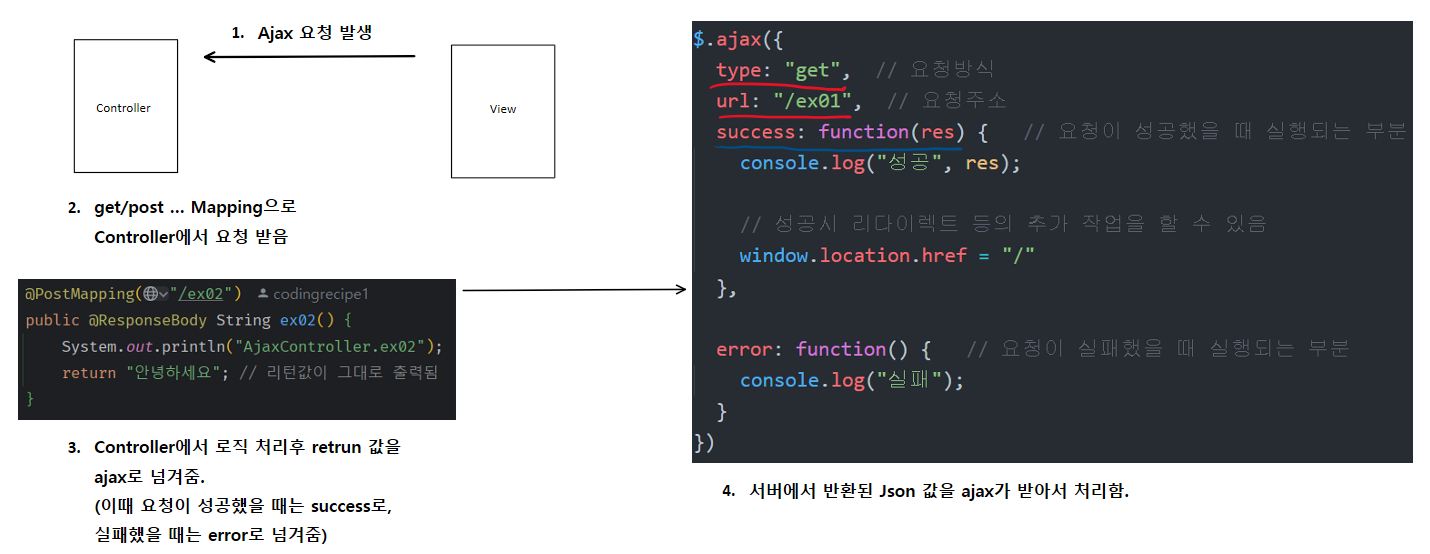 1. Ajax 요청 발생
Controller
View
2. get/post ... Mapping으로
Controller에서 요청 받음
@PostMapping("/ex02") codingrecipe1
public @ResponseBody String ex02() {
System.out.println("AjaxController.ex02");
return "안녕하세요"; // 리턴값이 그대로 출력됨
}
3. Controller에서 로직 처리후 retrun 값을
ajax로 넘겨줌.
(이때 요청이 성공했을 때는 success로,
실패했을 때는 error로 넘겨줌)
$.ajax({
type: "get", // 요청방식
url: "/ex01", // 요청주소
success: function(res) { // 요청이 성공했을 때 실행되는 부분
console.log("성공", res);
// 성공시 리다이렉트 등의 추가 작업을 할 수 있음
window.location.href = "/"
},
error: function() { // 요청이 실패했을 때 실행되는 부분
console.log("실패");
}
})
4. 서버에서 반환된 Json 값을 ajax가 받아서 처리함.